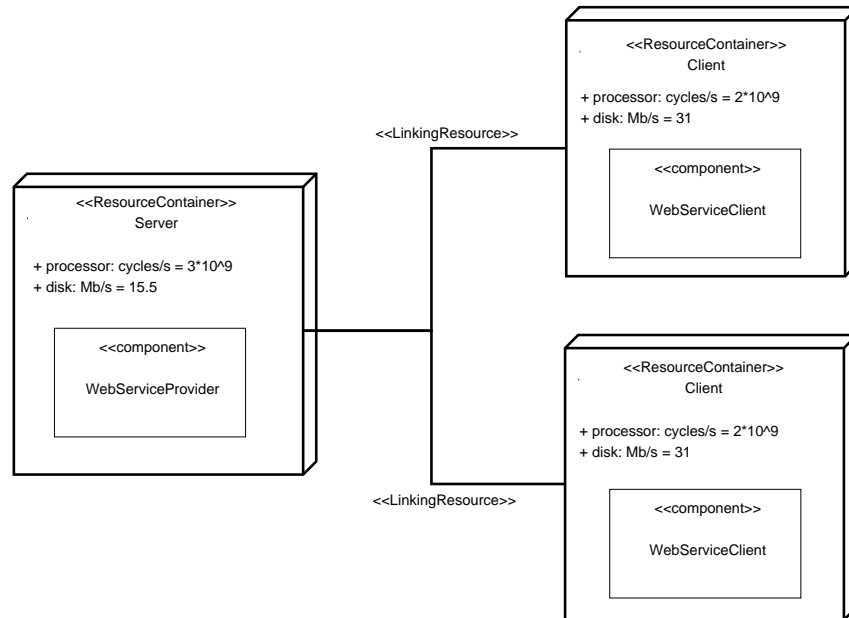 <<ResourceContainer>>
Server
+ processor: cycles/s = 3*10^9
+ disk: Mb/s = 15.5
<<component>>
WebServiceProvider
<<LinkingResource>>
<<LinkingResource>>
<<ResourceContainer>>
Client
+ processor: cycles/s = 2*10^9
+ disk: Mb/s = 31
<<component>>
WebServiceClient
<<ResourceContainer>>
Client
+ processor: cycles/s = 2*10^9
+ disk: Mb/s = 31
<<component>>
WebServiceClient